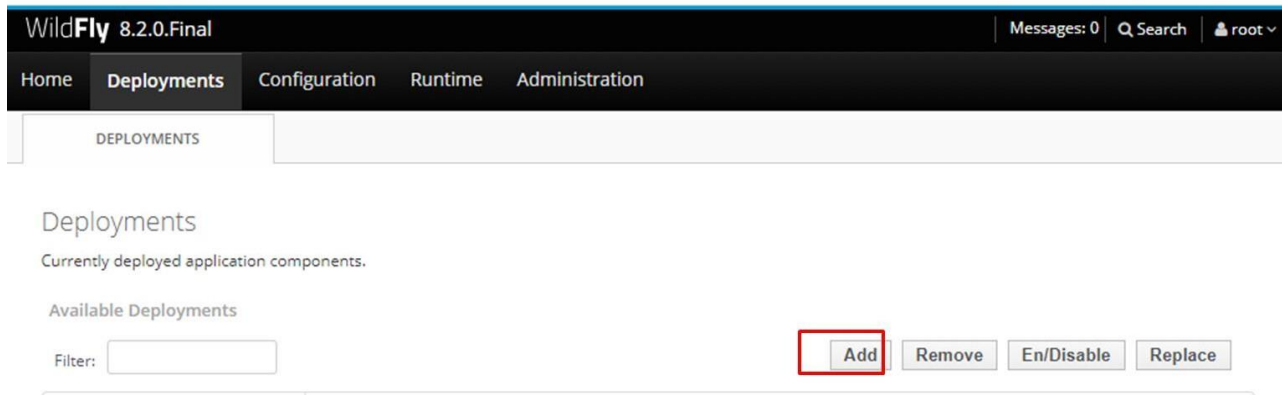 WildFly 8.2.0.Final Messages: 0 Search root
Home Deployments Configuration Runtime Administration
DEPLOYMENTS
Deployments
Currently deployed application components.
Available Deployments
Filter: Add Remove En/Disable Replace